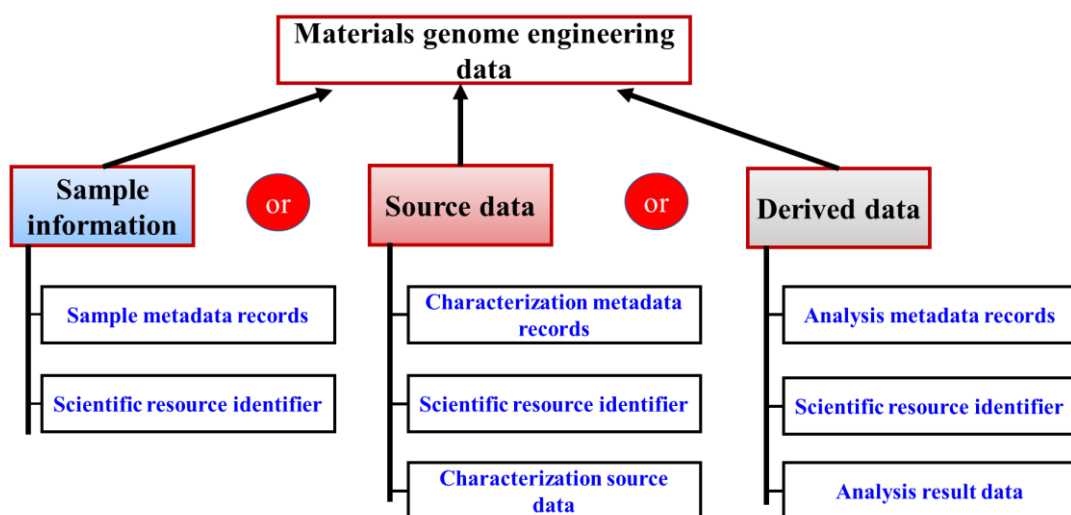 Materials genome engineering
data
Sample
information
or
Source data
or
Derived data
Sample metadata records
Scientific resource identifier
Characterization metadata
records
Scientific resource identifier
Characterization source
data
Analysis metadata records
Scientific resource identifier
Analysis result data